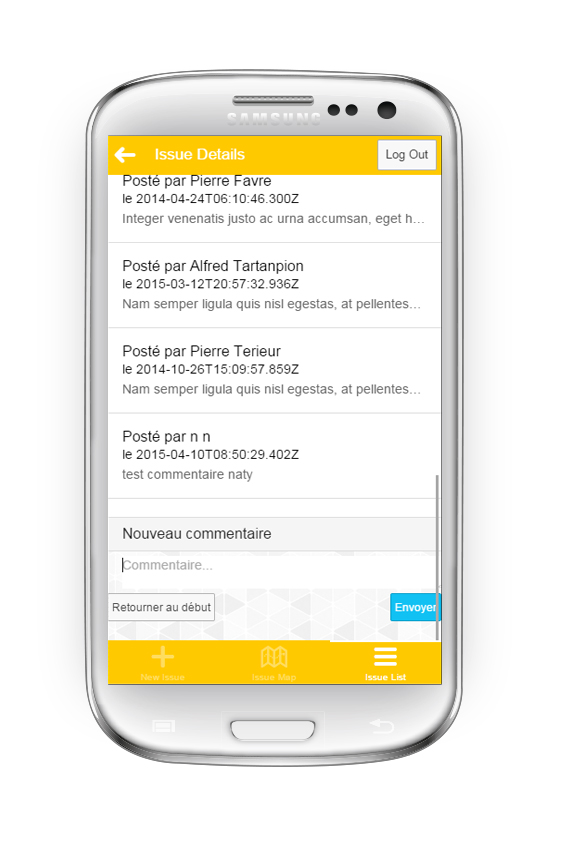 SAMSUNG
Issue Details
Log Out
Posté par Pierre Favre
le 2014-04-24T06:10:46.300Z
Integer venenatis justo ac urna accumsan, eget h...
Posté par Alfred Tartanpion
le 2015-03-12T20:57:32.936Z
Nam semper ligula quis nisl egestas, at pellentes...
Posté par Pierre Terieur
le 2014-10-26T15:09:57.859Z
Nam semper ligula quis nisl egestas, at pellentes...
Posté par n n
le 2015-04-10T08:50:29.402Z
test commentaire naty
Nouveau commentaire
Commentaire...
Retourner au début
Envoyer
New Issue
Issue Map
Issue List